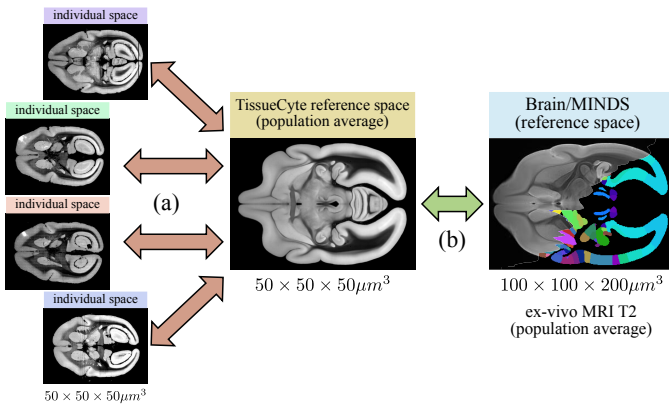 individual space
individual space
individual space
individual space
50 × 50 × 50μm³
(a)
TissueCyte reference space
(population average)
50 × 50 × 50μm³
(b)
Brain/MINDS
(reference space)
100 × 100 × 200μm³
ex-vivo MRI T2
(population average)